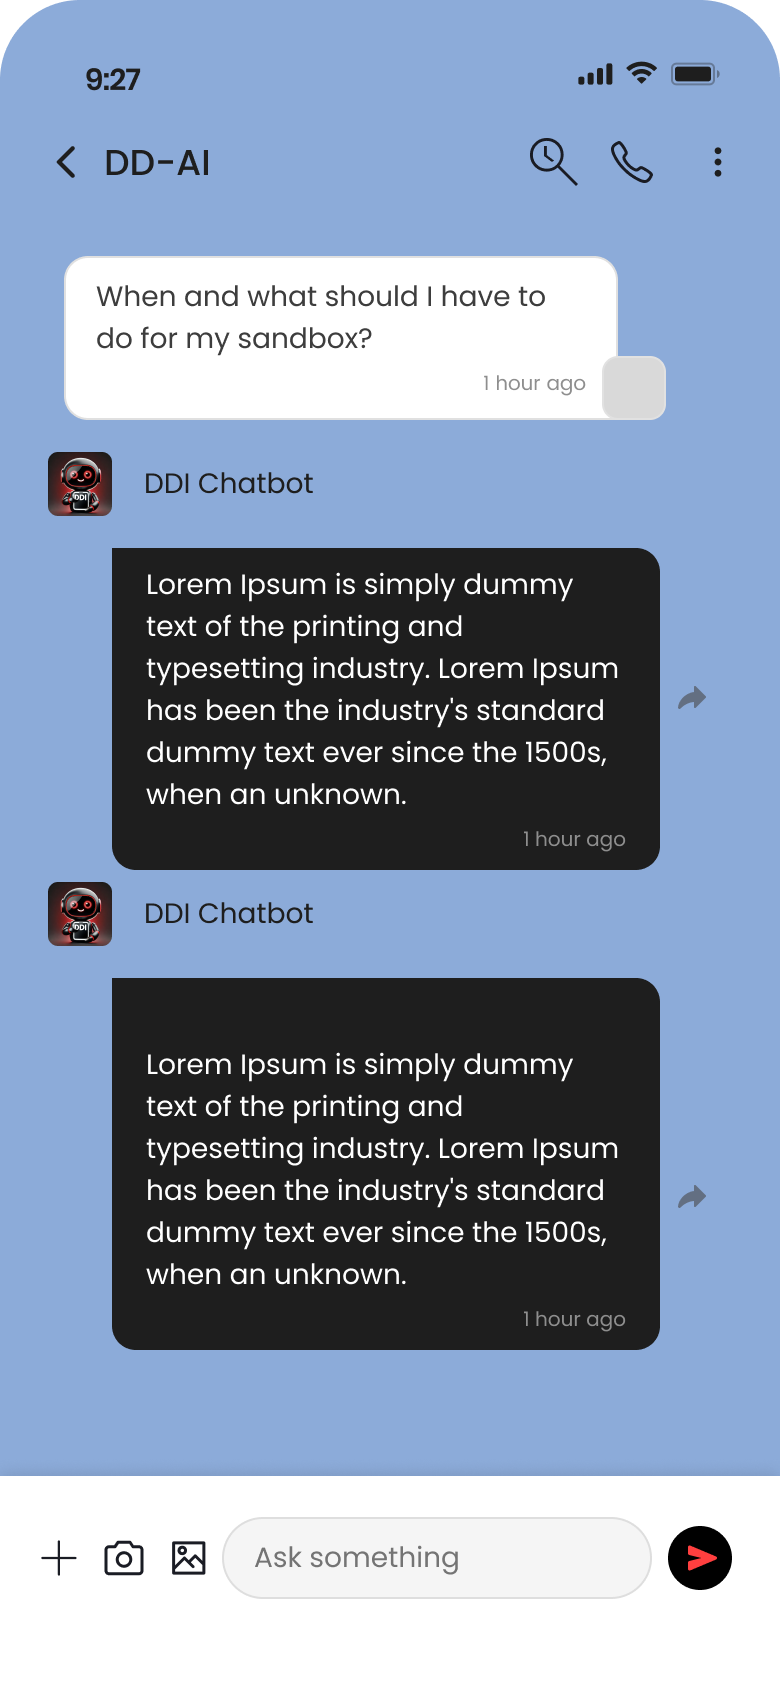 9:27
DD-AI
When and what should I have to
do for my sandbox?
1 hour ago
DDI
DDI Chatbot
Lorem Ipsum is simply dummy
text of the printing and
typesetting industry. Lorem Ipsum
has been the industry's standard
dummy text ever since the 1500s,
when an unknown.
1 hour ago
DDI
DDI Chatbot
Lorem Ipsum is simply dummy
text of the printing and
typesetting industry. Lorem Ipsum
has been the industry's standard
dummy text ever since the 1500s,
when an unknown.
1 hour ago
Ask something